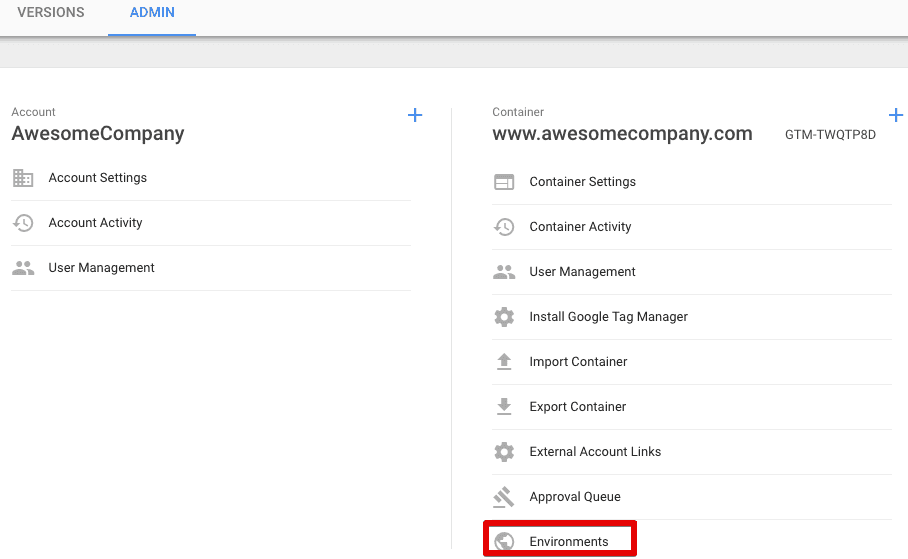 VERSIONS ADMIN
Account
AwesomeCompany
Account Settings
Account Activity
User Management
Container
www.awesomecompany.com GTM-TWQTP8D
Container Settings
Container Activity
User Management
Install Google Tag Manager
Import Container
Export Container
External Account Links
Approval Queue
Environments